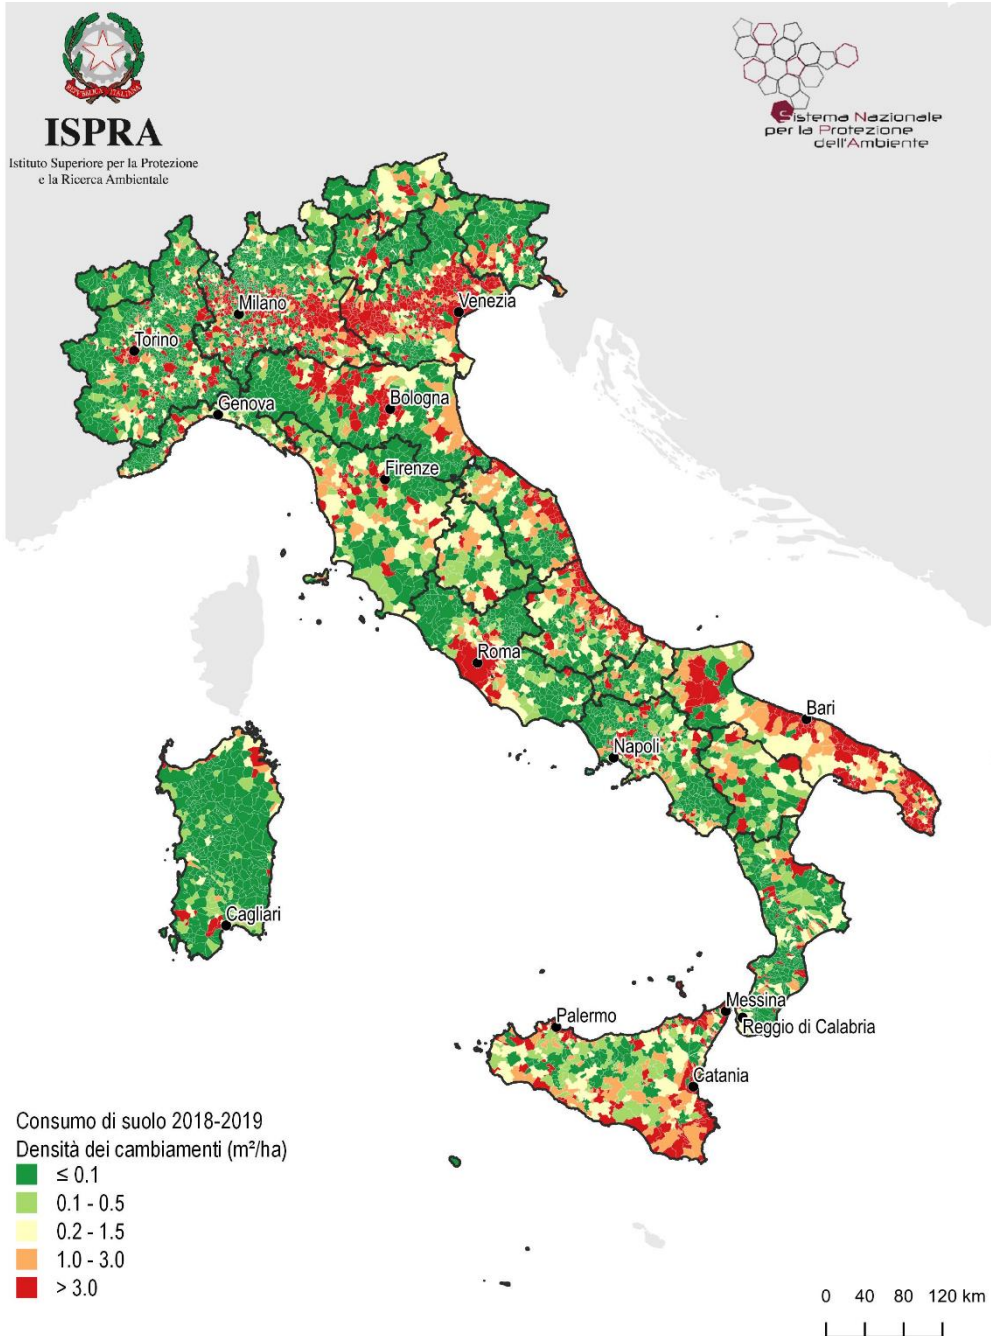 REPVBBLICA ITALIANA
ISPRA
Istituto Superiore per la Protezione
e la Ricerca Ambientale
Sistema Nazionale
per la Protezione
dell'Ambiente
Milano
Venezia
Torino
Genova
Bologna
Firenze
Roma
Bari
Napoli
Cagliari
Messina
Palermo
Reggio di Calabria
Catania
Consumo di suolo 2018-2019
Densità dei cambiamenti (m²/ha)
≤ 0.1
0.1 - 0.5
0.2 - 1.5
1.0 - 3.0
> 3.0
0 40 80 120 km